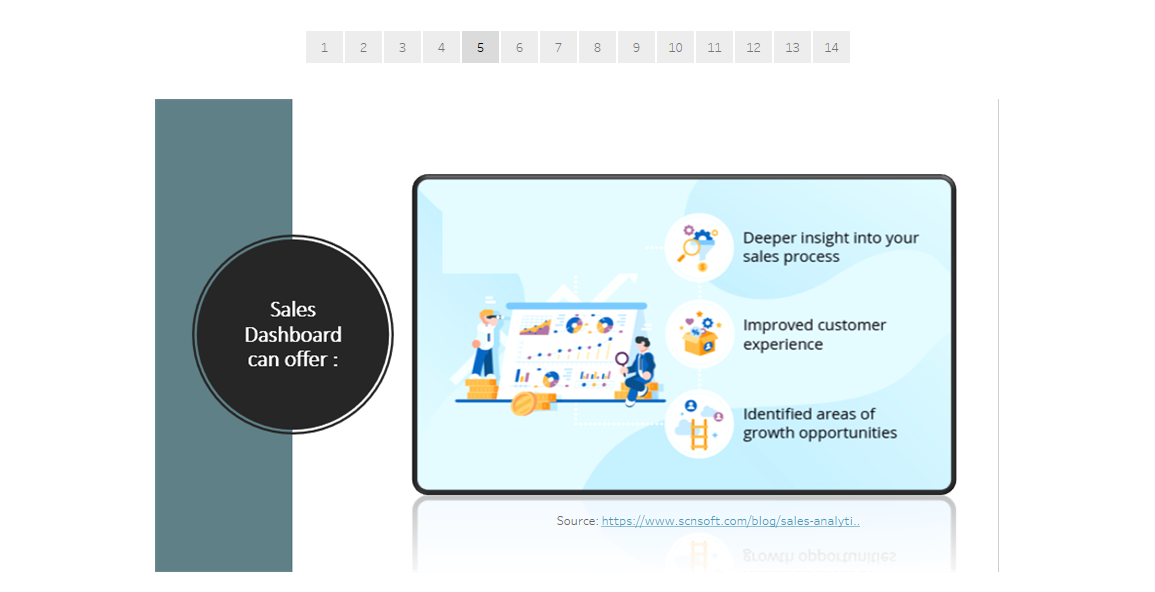 1 2 3 4 5 6 7 8 9 10 11 12 13 14
Sales
Dashboard
can offer :
Deeper insight into your
sales process
Improved customer
experience
Identified areas of
growth opportunities
Source: https://www.scnsoft.com/blog/sales-analyti..